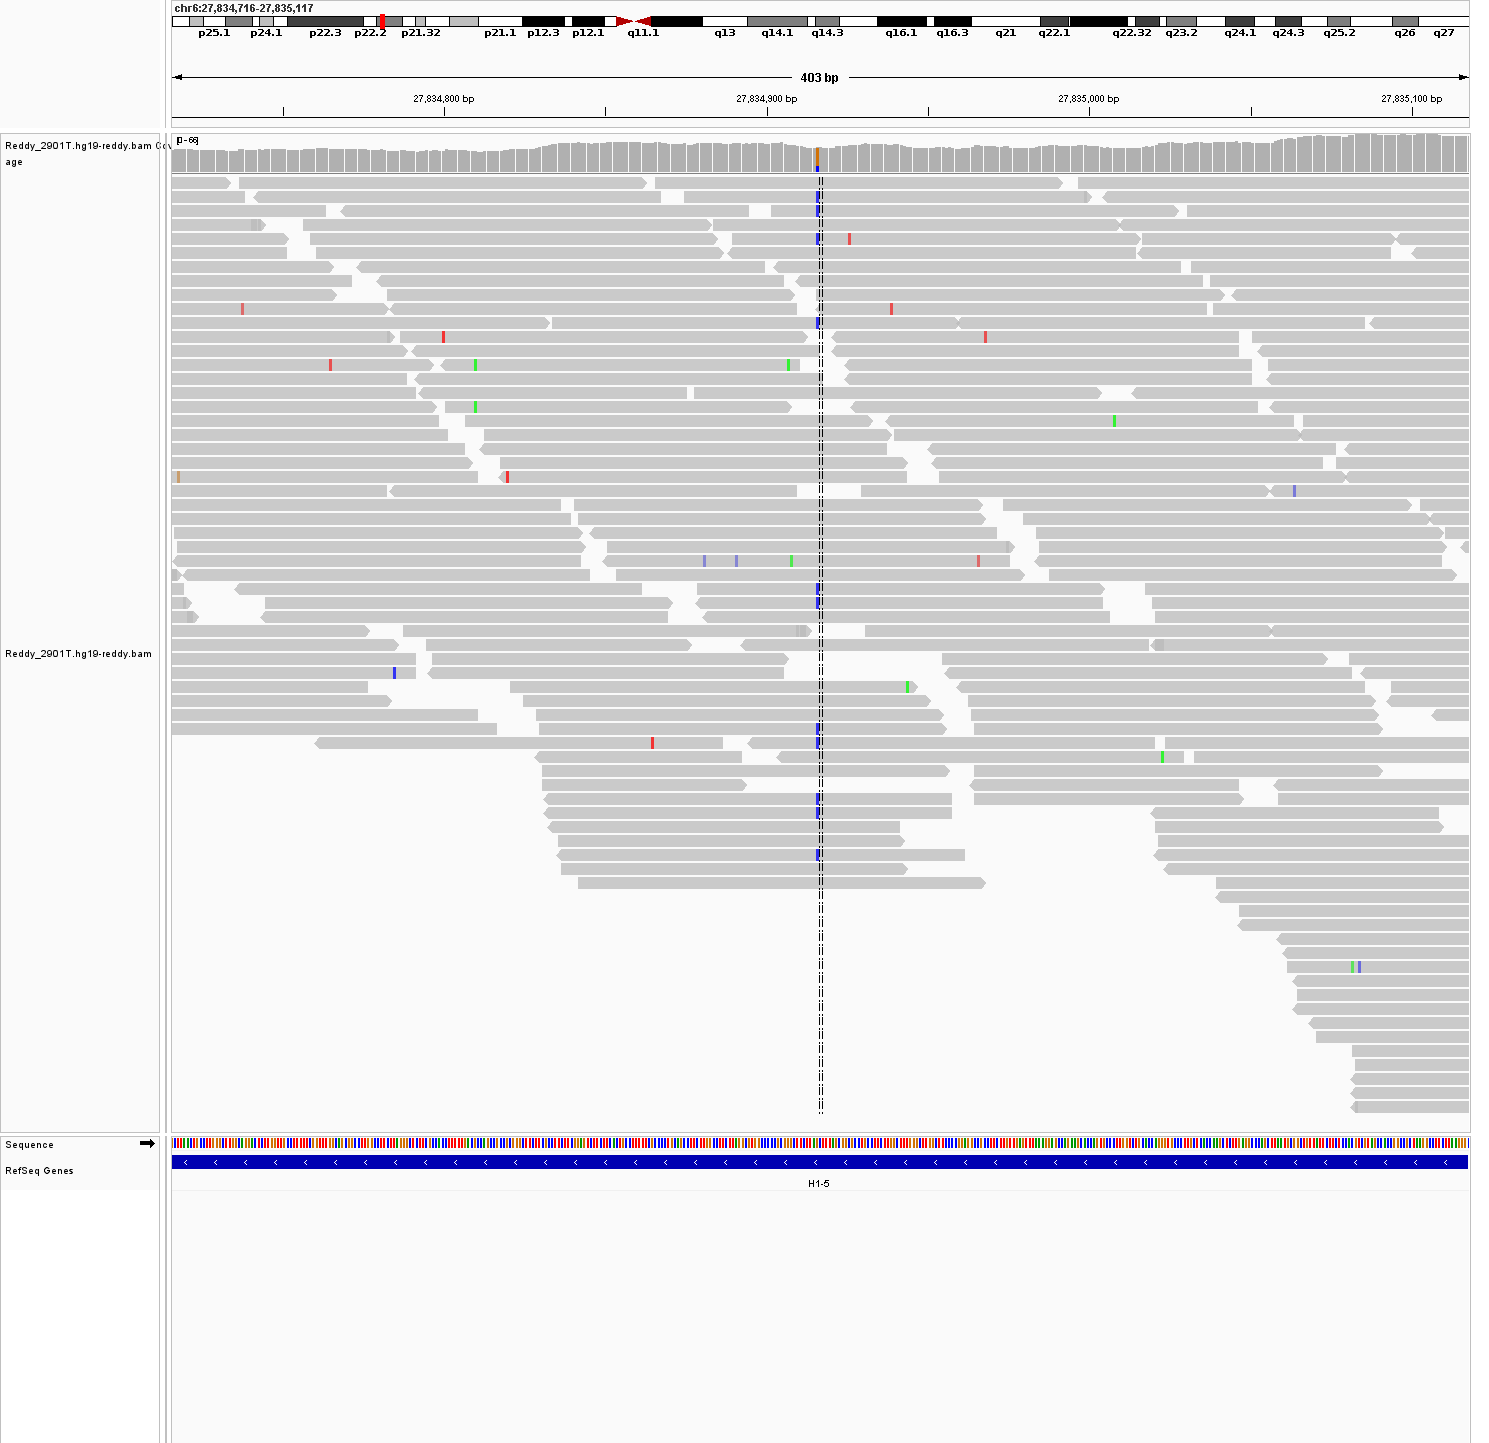 chr6:27,834,716-27,835,117
p25.1 p24.1 p22.3 p22.2 p21.32 p21.1 p12.3 p12.1 q11.1 q13 q14.1 q14.3 q16.1 q16.3 q21 q22.1 q22.32 q23.2 q24.1 q24.3 q25.2 q26 q27
403 bp
27,834,800 bp 27,834,900 bp 27,835,000 bp 27,835,100 bp
[0-66]
Reddy_2901T.hg19-reddy.bam Cov
age
Reddy_2901T.hg19-reddy.bam
Sequence
RefSeq Genes
H1-5